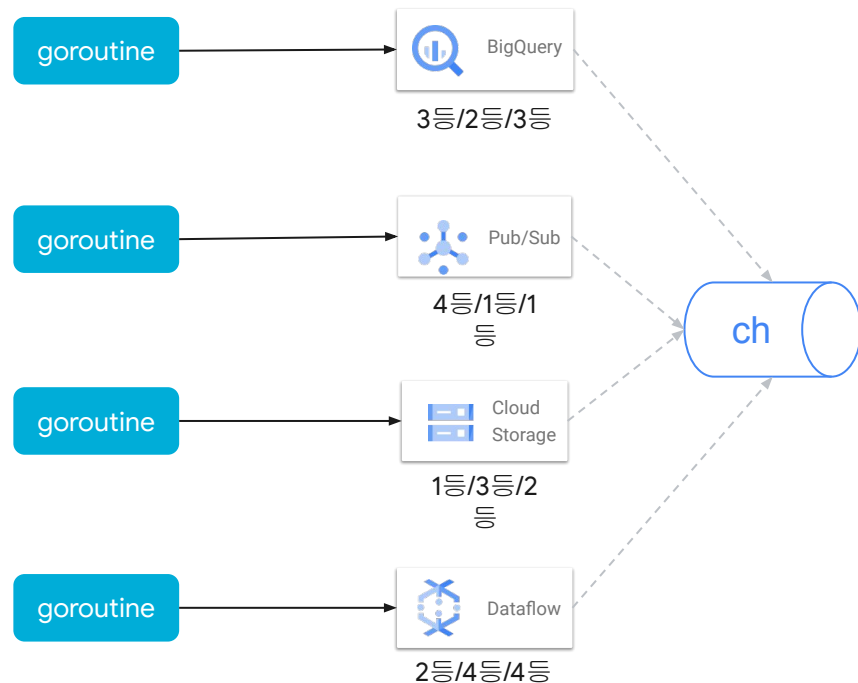 goroutine
BigQuery
3등/2등/3등
goroutine
Pub/Sub
4등/1등/1
등
ch
goroutine
Cloud
Storage
1등/3등/2
등
goroutine
Dataflow
2등/4등/4등